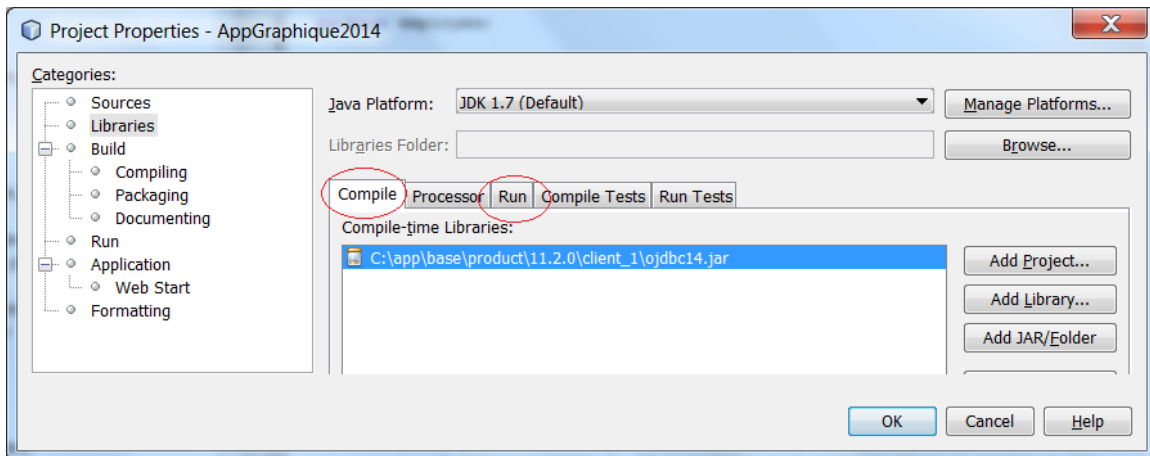 Project Properties - AppGraphique2014
X
Categories:
Sources
Libraries
Build
Compiling
Packaging
Documenting
Run
Application
Web Start
Formatting
Java Platform: JDK 1.7 (Default) Manage Platforms...
Libraries Folder: Browse...
Compile Processor Run Compile Tests Run Tests
Compile-time Libraries:
C:\app\base\product\11.2.0\client_1\ojdbc14.jar
Add Project...
Add Library...
Add JAR/Folder
OK Cancel Help